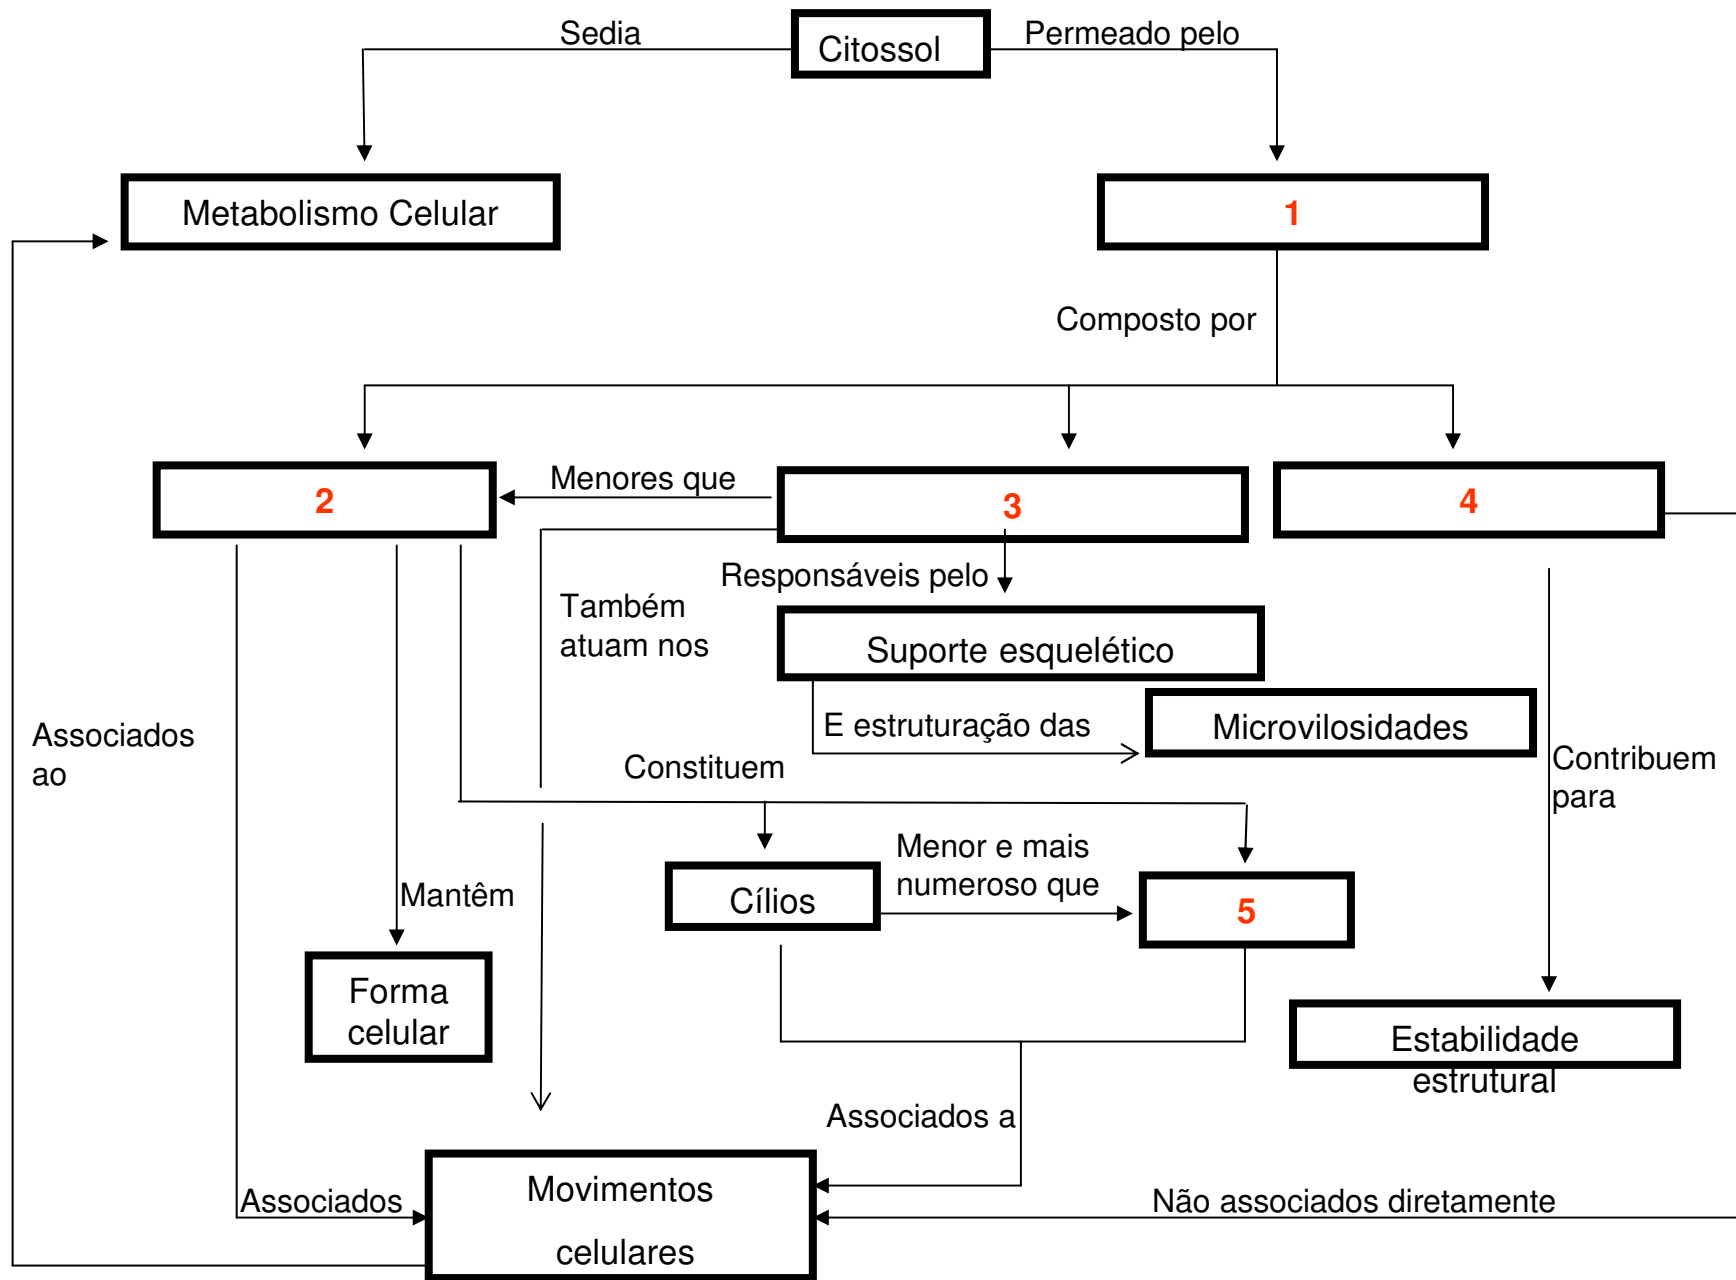 Sedia
Citossol
Permeado pelo
Metabolismo Celular
1
Composto por
2
Menores que
3
4
Responsáveis pelo
Também
atuam nos
Suporte esquelético
E estruturação das
Microvilosidades
Associados
ao
Constituem
Contribuem
para
Menor e mais
numeroso que
Cílios
5
Mantêm
Forma
celular
Estabilidade
estrutural
Associados a
Associados
Movimentos
celulares
Não associados diretamente